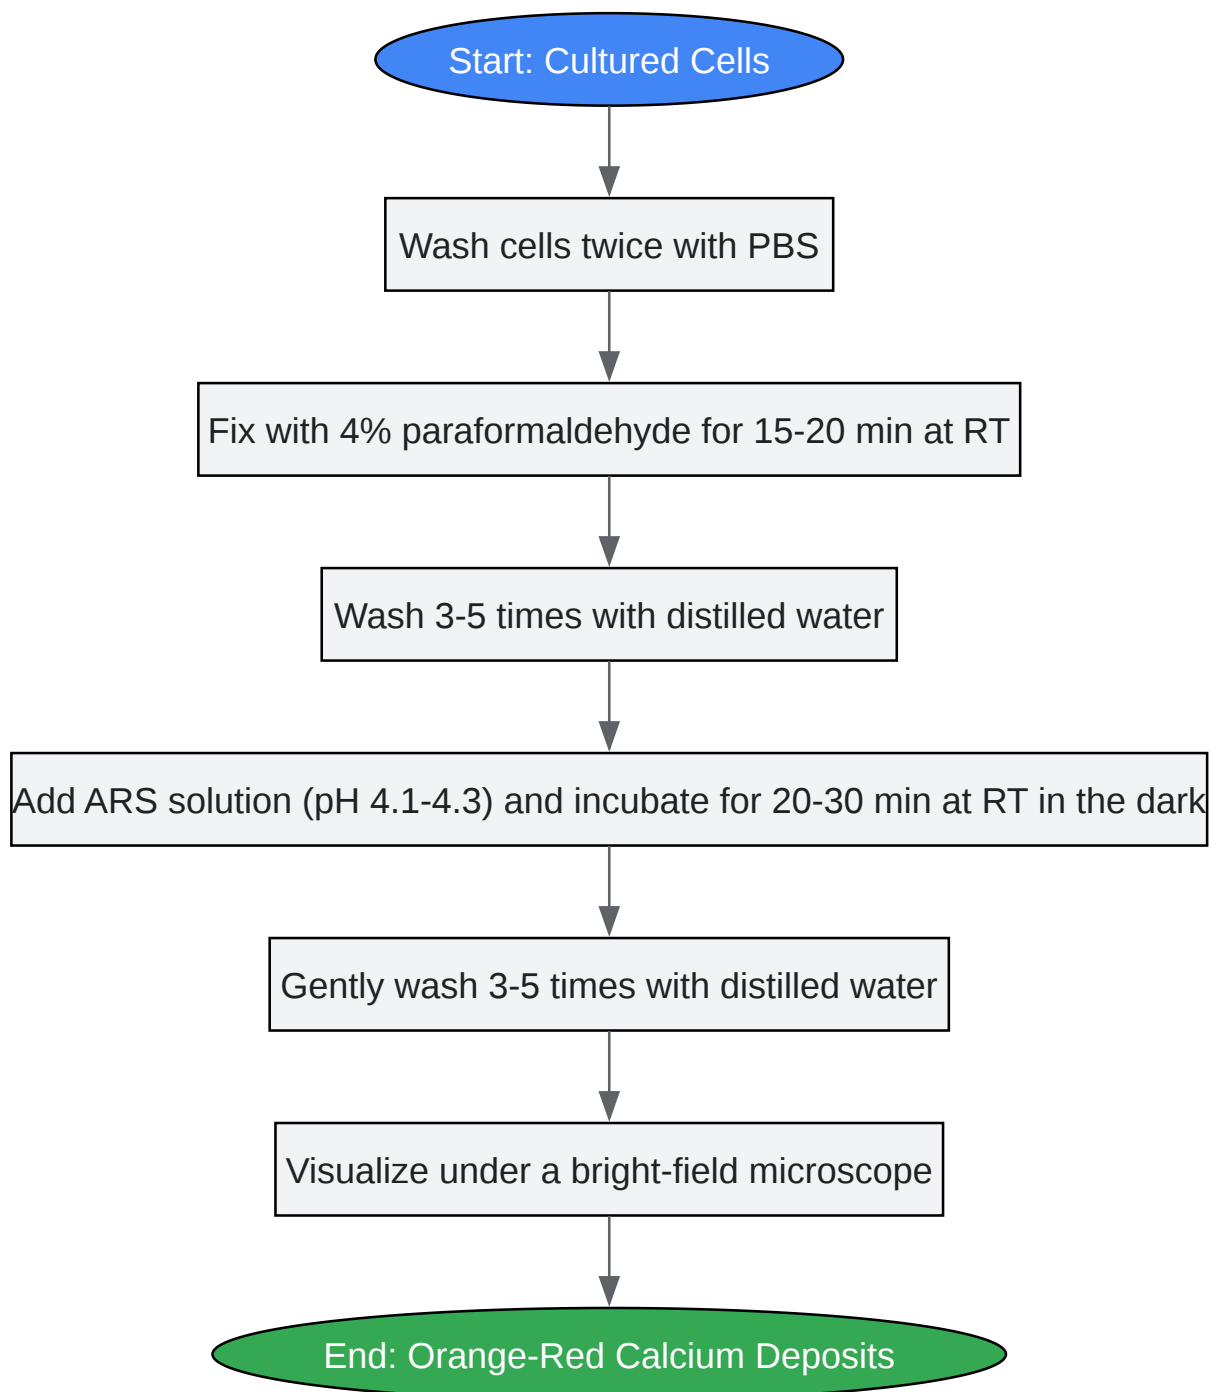 Start: Cultured Cells
Wash cells twice with PBS
Fix with 4% paraformaldehyde for 15-20 min at RT
Wash 3-5 times with distilled water
Add ARS solution (pH 4.1-4.3) and incubate for 20-30 min at RT in the dark
Gently wash 3-5 times with distilled water
Visualize under a bright-field microscope
End: Orange-Red Calcium Deposits